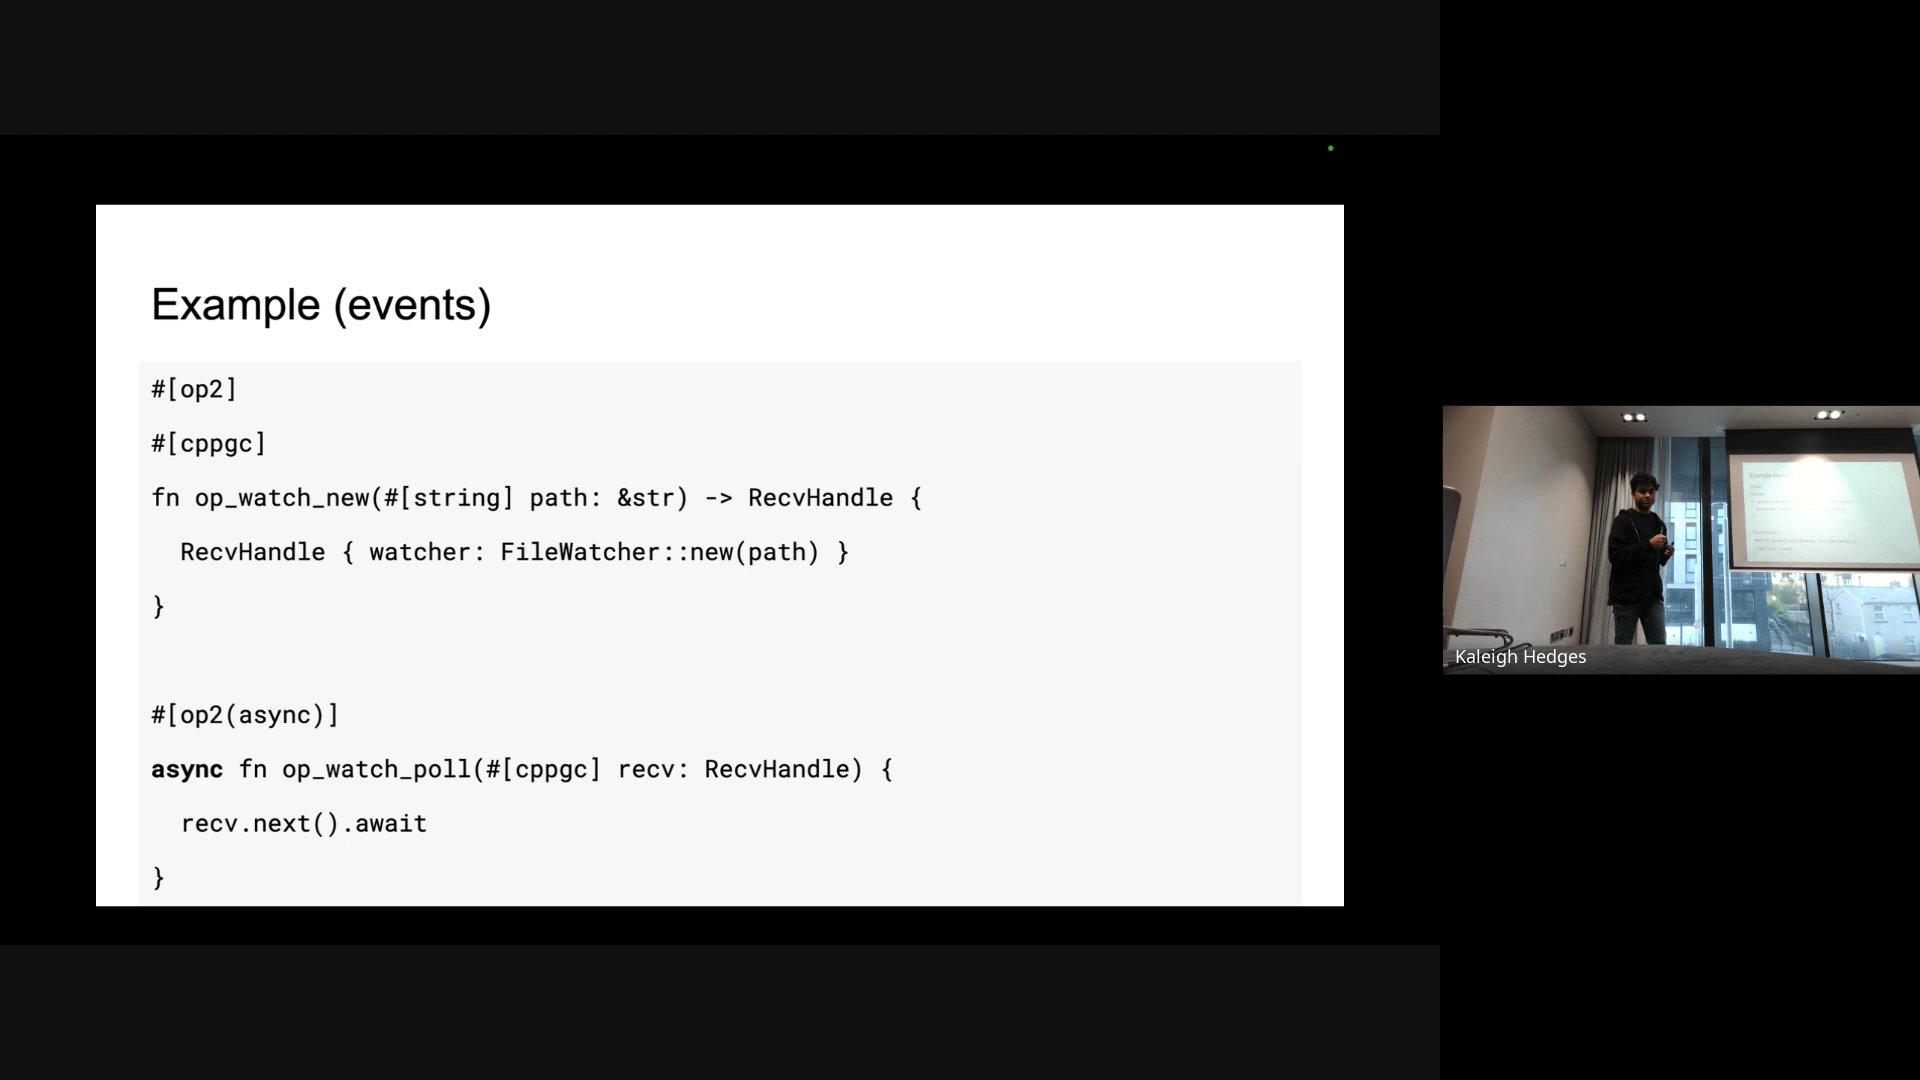 Example (events)
#[op2]
#[cppgc]
fn op_watch_new(#[string] path: &str) -> RecvHandle {
RecvHandle { watcher: FileWatcher::new(path) }
}
#[op2(async)]
async fn op_watch_poll(#[cppgc] recv: RecvHandle) {
recv.next().await
}
Kaleigh Hedges